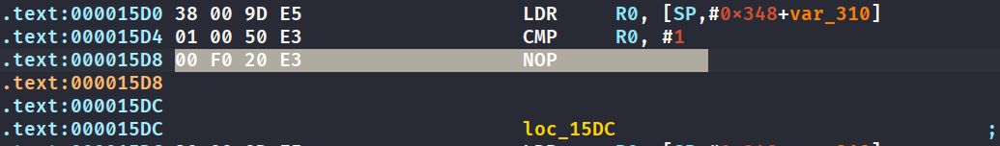 .text:000015D0 38 00 9D E5 LDR R0, [SP,#0x348+var_310]
.text:000015D4 01 00 50 E3 CMP R0, #1
.text:000015D8 00 F0 20 E3 NOP
.text:000015D8
.text:000015DC
.text:000015DC loc_15DC ;